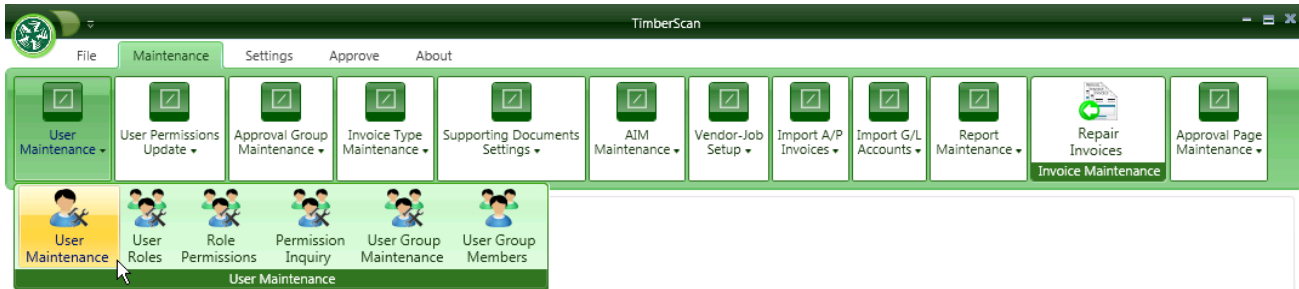 TimberScan
File Maintenance Settings Approve About
User User Permissions Approval Group Invoice Type Supporting Documents AIM Vendor-Job Import A/P Import G/L Report Repair Approval Page
Maintenance Update Maintenance Maintenance Settings Maintenance Setup Invoices Accounts Maintenance Invoices Maintenance
Invoice Maintenance
User User Role Permission User Group User Group
Maintenance Roles Permissions Inquiry Maintenance Members
User Maintenance